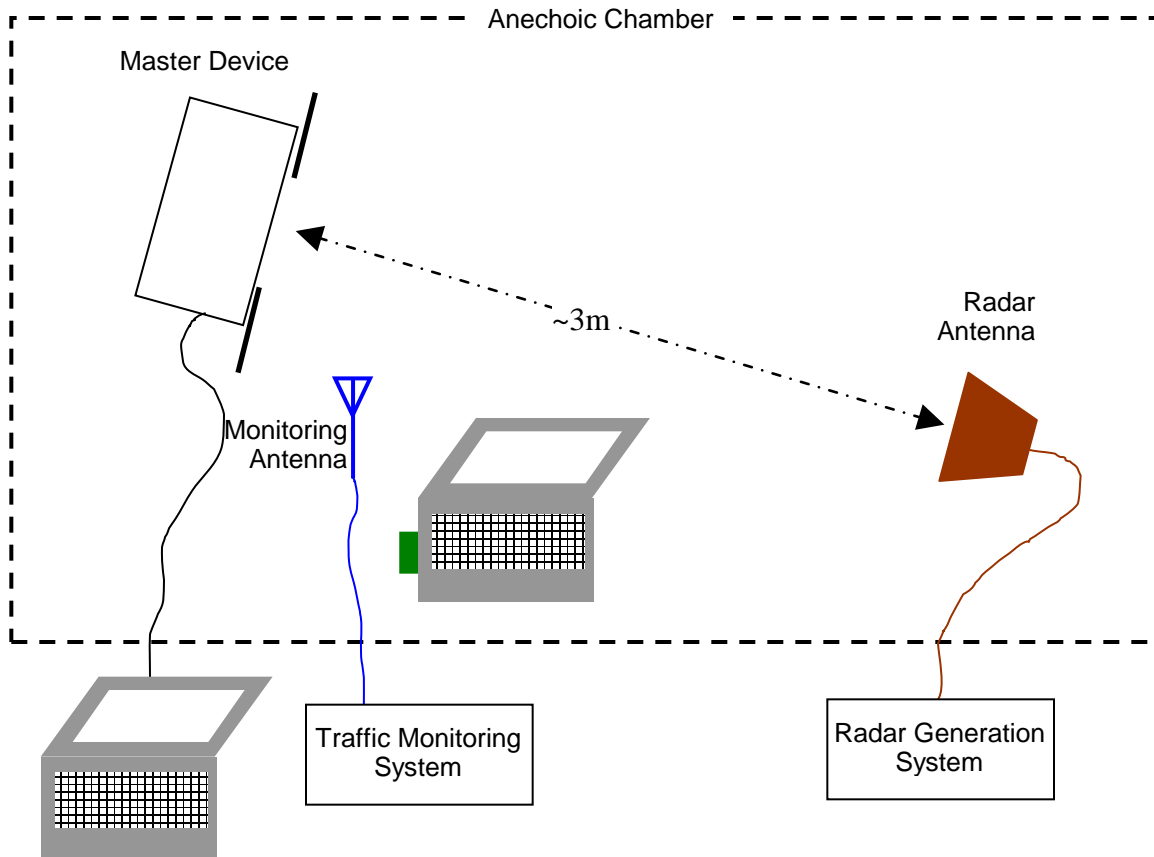 Anechoic Chamber
Master Device
~3m
Radar
Antenna
Monitoring
Antenna
Traffic Monitoring
System
Radar Generation
System